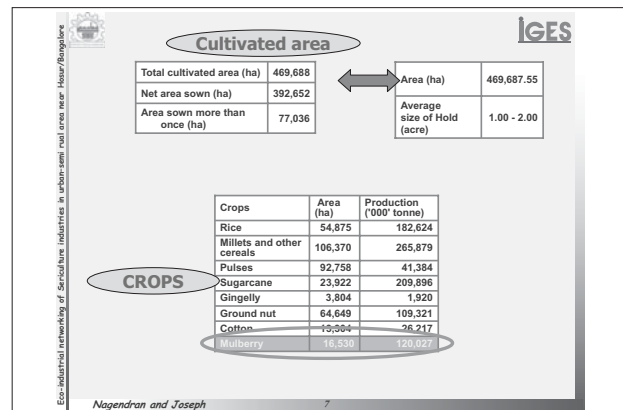 Eco-industrial networking of Sericulture industries in urban-semi rual area near Hosur/Bangalore
IGES
Cultivated area
Total cultivated area (ha) 469,688
Net area sown (ha) 392,652
Area sown more than
once (ha) 77,036
Area (ha) 469,687.55
Average
size of Hold
(acre) 1.00 - 2.00
CROPS
Crops Area
(ha) Production
('000' tonne)
Rice 54,875 182,624
Millets and other
cereals 106,370 265,879
Pulses 92,758 41,384
Sugarcane 23,922 209,896
Gingelly 3,804 1,920
Ground nut 64,649 109,321
Cotton 26,217
Mulberry 16,530 120,027
Nagendran and Joseph 7